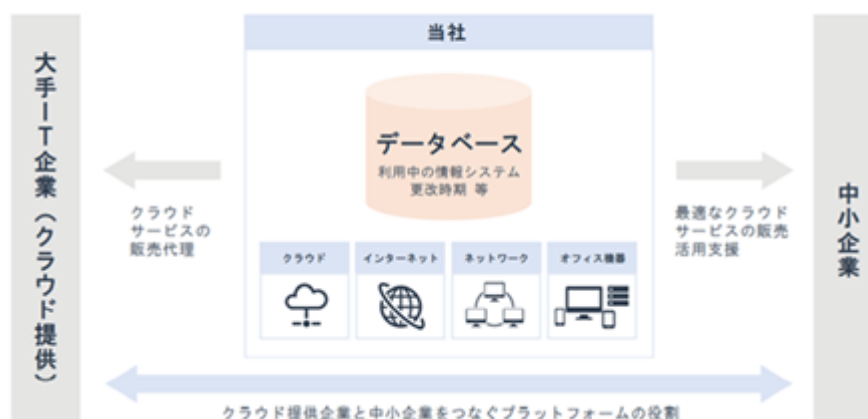 当社
大手IT企業（クラウド提供）
データベース
利用中の情報システム
更改時期 等
クラウド
サービスの
販売代理
最適なクラウド
サービスの販売
活用支援
中小企業
クラウド
インターネット
ネットワーク
オフィス機器
クラウド提供企業と中小企業をつなぐプラットフォームの役割